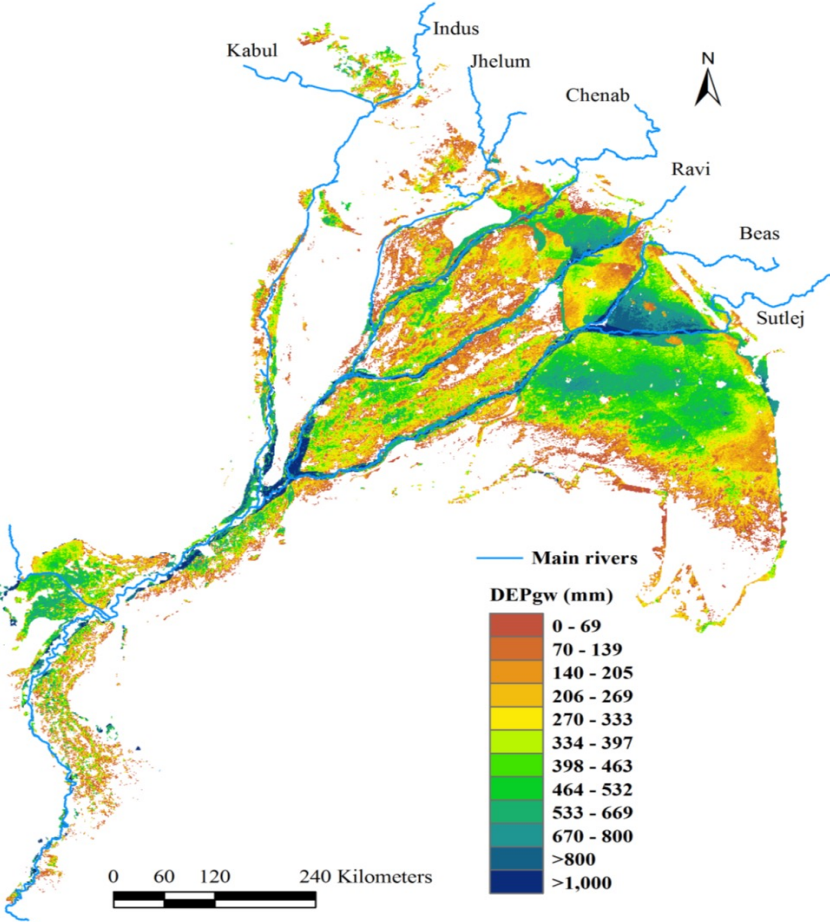 Indus
Kabul
Jhelum
N
Chenab
Ravi
Beas
Sutlej
Main rivers
DEPgw (mm)
0 - 69
70 - 139
140 - 205
206 - 269
270 - 333
334 - 397
398 - 463
464 - 532
533 - 669
670 - 800
>800
>1,000
0 60 120 240 Kilometers